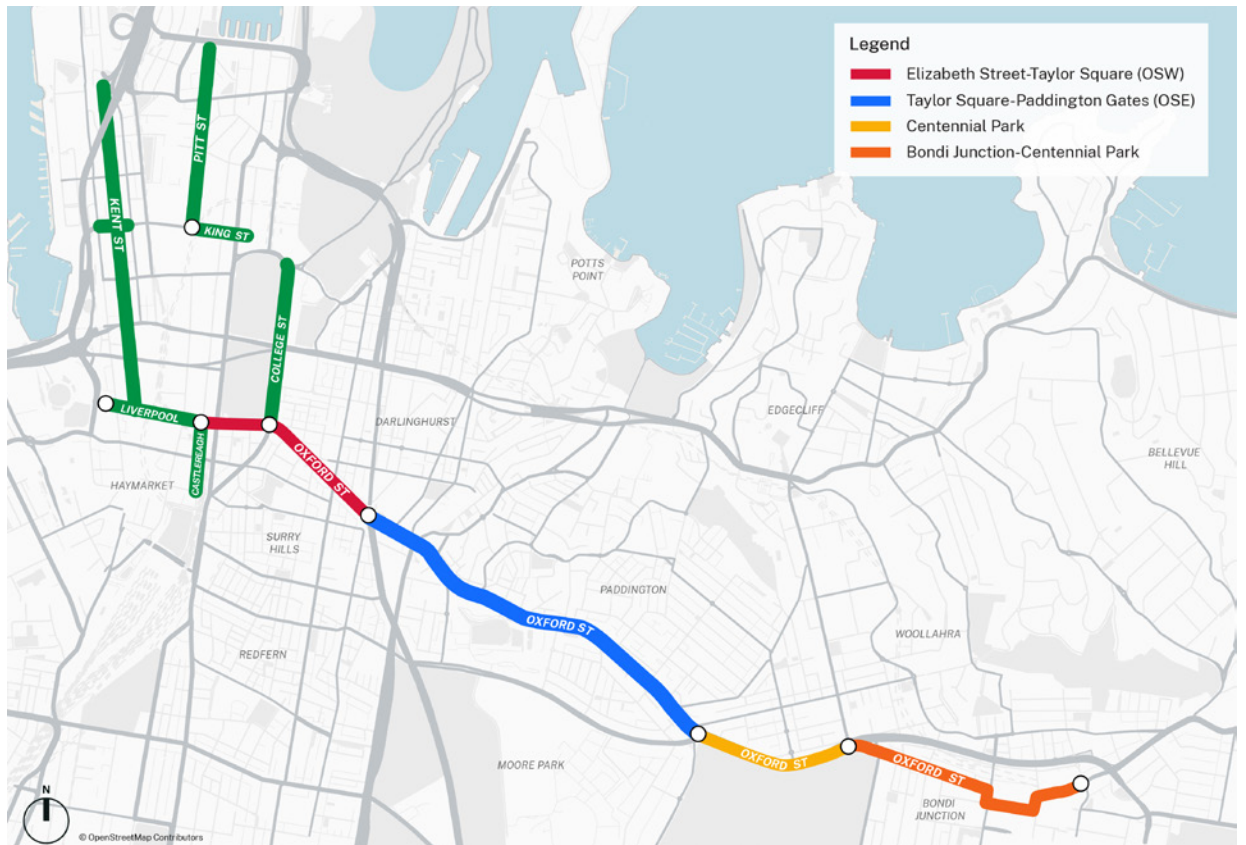 Legend
Elizabeth Street-Taylor Square (OSW)
Taylor Square-Paddington Gates (OSE)
Centennial Park
Bondi Junction-Centennial Park
PITT ST
KENT ST
KING ST
POTTS
POINT
COLLEGE ST
LIVERPOOL
DARLINGHURST
EDGECLIFF
BELLEVUE
HILL
CASTLEREAGH
HAYMARKET
OXFORD ST
SURRY
HILLS
PADDINGTON
OXFORD ST
WOOLLAHRA
REDFERN
MOORE PARK
OXFORD ST
OXFORD ST
BONDI
JUNCTION
N
© OpenStreetMap Contributors